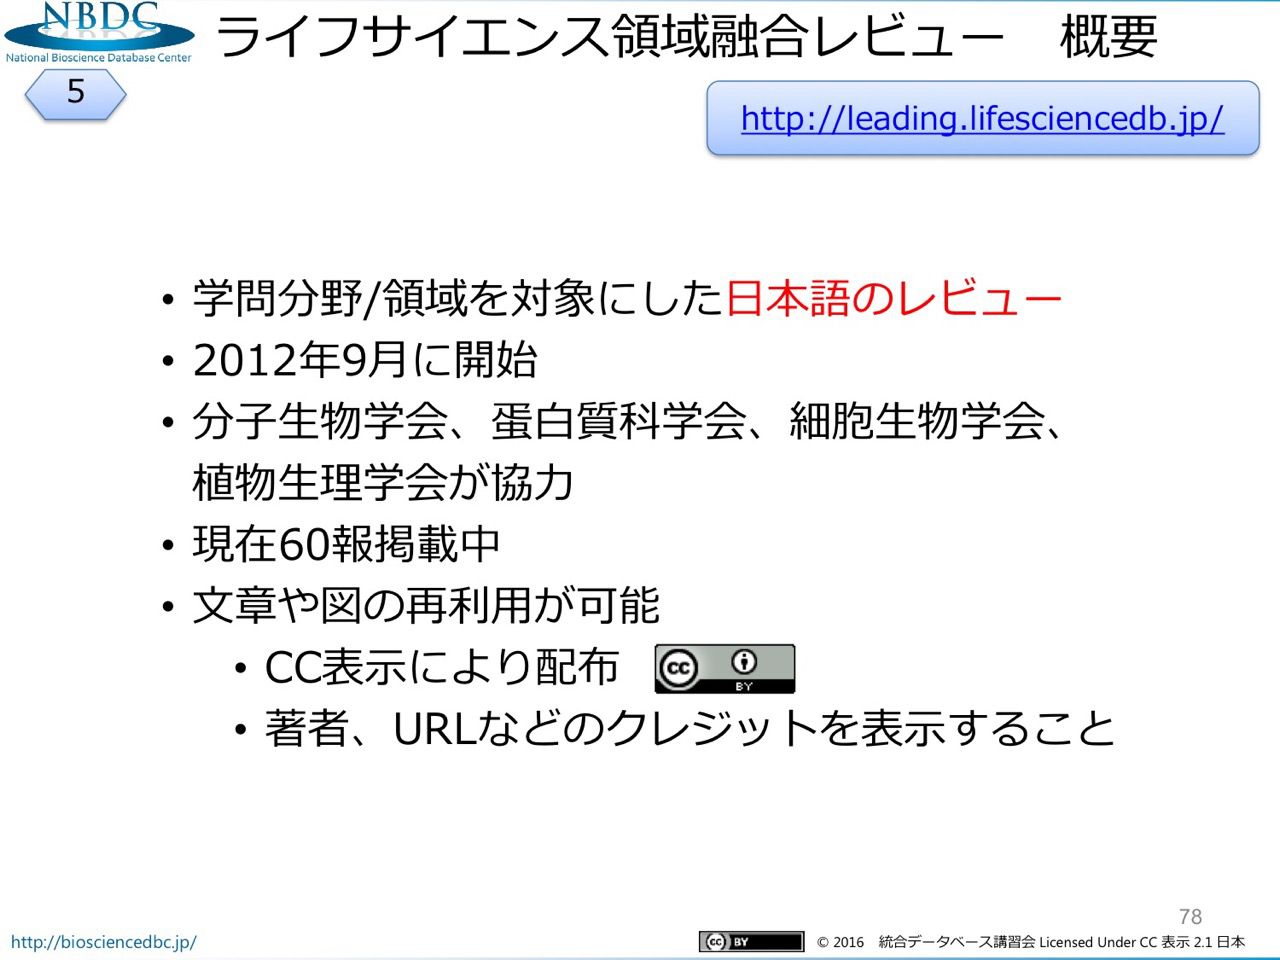 NBDC
National Bioscience Database Center
ライフサイエンス領域融合レビュー　概要
5
http://leading.lifesciencedb.jp/
• 学問分野/領域を対象にした日本語のレビュー
• 2012年9月に開始
• 分子生物学会、蛋白質科学会、細胞生物学会、
植物生理学会が協力
• 現在60報掲載中
• 文章や図の再利用が可能
• CC表示により配布
cc BY
• 著者、URLなどのクレジットを表示すること
78
http://biosciencedbc.jp/
cc BY
© 2016　統合データベース講習会 Licensed Under CC 表示 2.1 日本